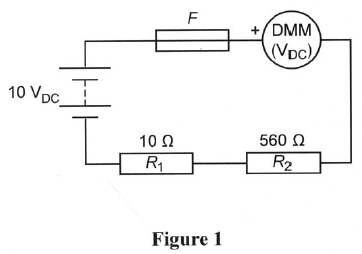 F
+ DMM
(VDC)
10 VDC
10 Ω 560 Ω
R1 R2
Figure 1